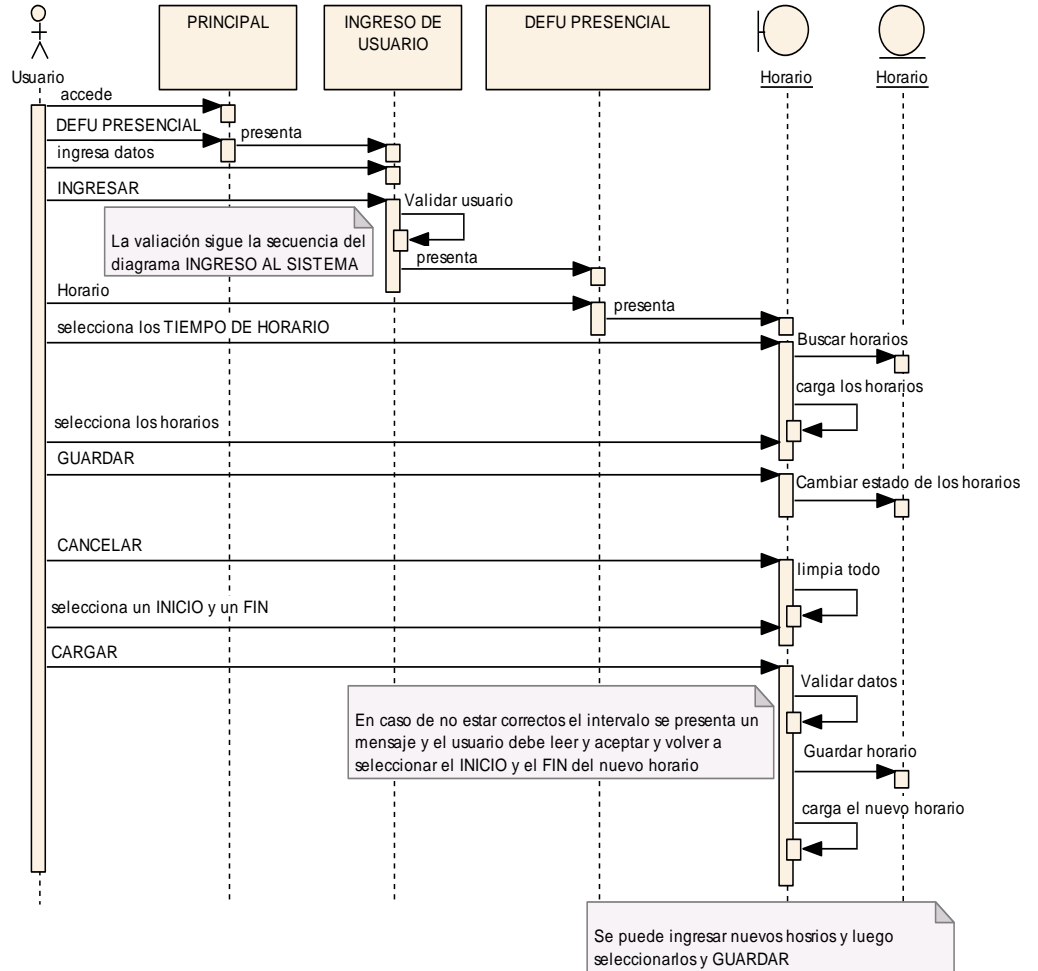 PRINCIPAL
INGRESO DE
USUARIO
DEFU PRESENCIAL
Usuario
Horario
Horario
accede
DEFU PRESENCIAL
presenta
ingresa datos
INGRESAR
Validar usuario
La valiación sigue la secuencia del
diagrama INGRESO AL SISTEMA
presenta
Horario
presenta
selecciona los TIEMPO DE HORARIO
Buscar horarios
carga los horarios
selecciona los horarios
GUARDAR
Cambiar estado de los horarios
CANCELAR
limpia todo
selecciona un INICIO y un FIN
CARGAR
Validar datos
En caso de no estar correctos el intervalo se presenta un
mensaje y el usuario debe leer y aceptar y volver a
seleccionar el INICIO y el FIN del nuevo horario
Guardar horario
carga el nuevo horario
Se puede ingresar nuevos hosrios y luego
seleccionarlos y GUARDAR